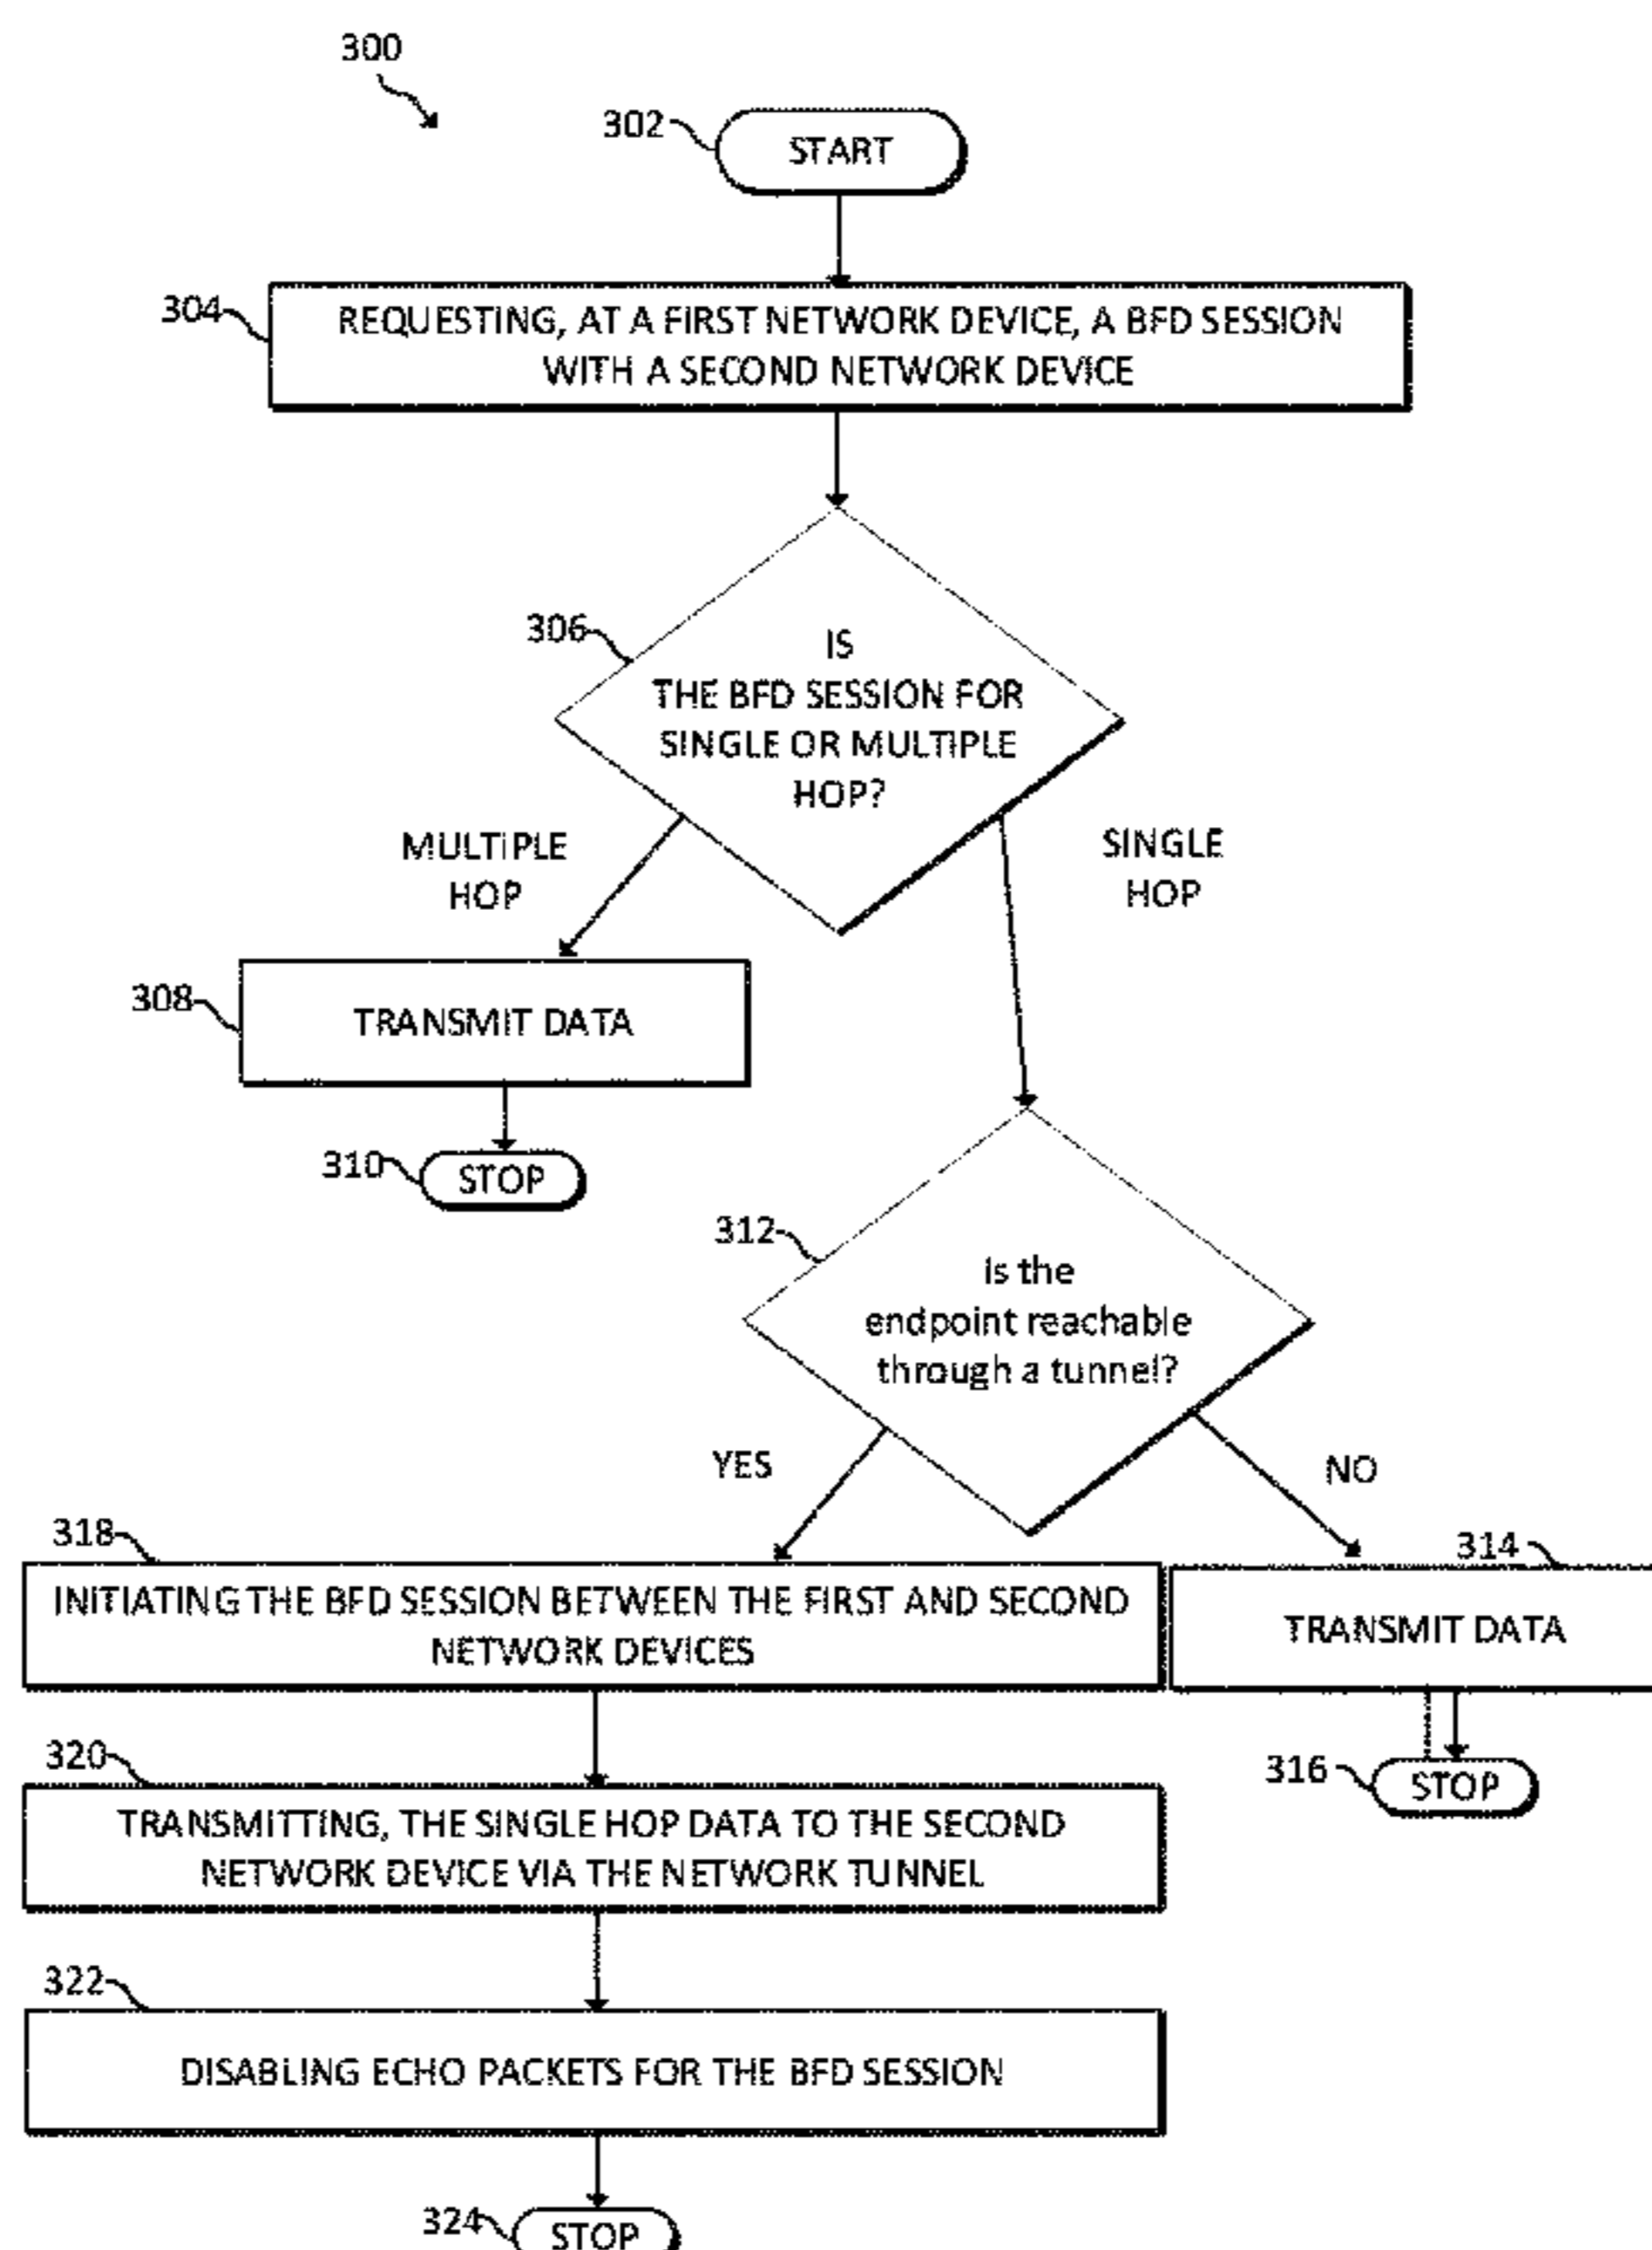 300
302
START
304
REQUESTING, AT A FIRST NETWORK DEVICE, A BFD SESSION
WITH A SECOND NETWORK DEVICE
306
IS
THE BFD SESSION FOR
SINGLE OR MULTIPLE
HOP?
MULTIPLE
HOP
SINGLE
HOP
308
TRANSMIT DATA
310
STOP
312
is the
endpoint reachable
through a tunnel?
YES
NO
318
INITIATING THE BFD SESSION BETWEEN THE FIRST AND SECOND
NETWORK DEVICES
314
TRANSMIT DATA
316
STOP
320
TRANSMITTING, THE SINGLE HOP DATA TO THE SECOND
NETWORK DEVICE VIA THE NETWORK TUNNEL
322
DISABLING ECHO PACKETS FOR THE BFD SESSION
324
STOP